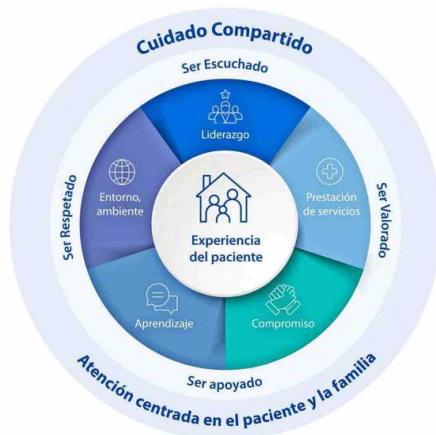 Cuidado Compartido
Ser Escuchado
Liderazgo
Ser Respetado
Entorno,
ambiente
Prestación
de servicios
Ser Valorado
Experiencia
del paciente
Aprendizaje
Compromiso
Ser apoyado
Atención centrada en el paciente y la familia